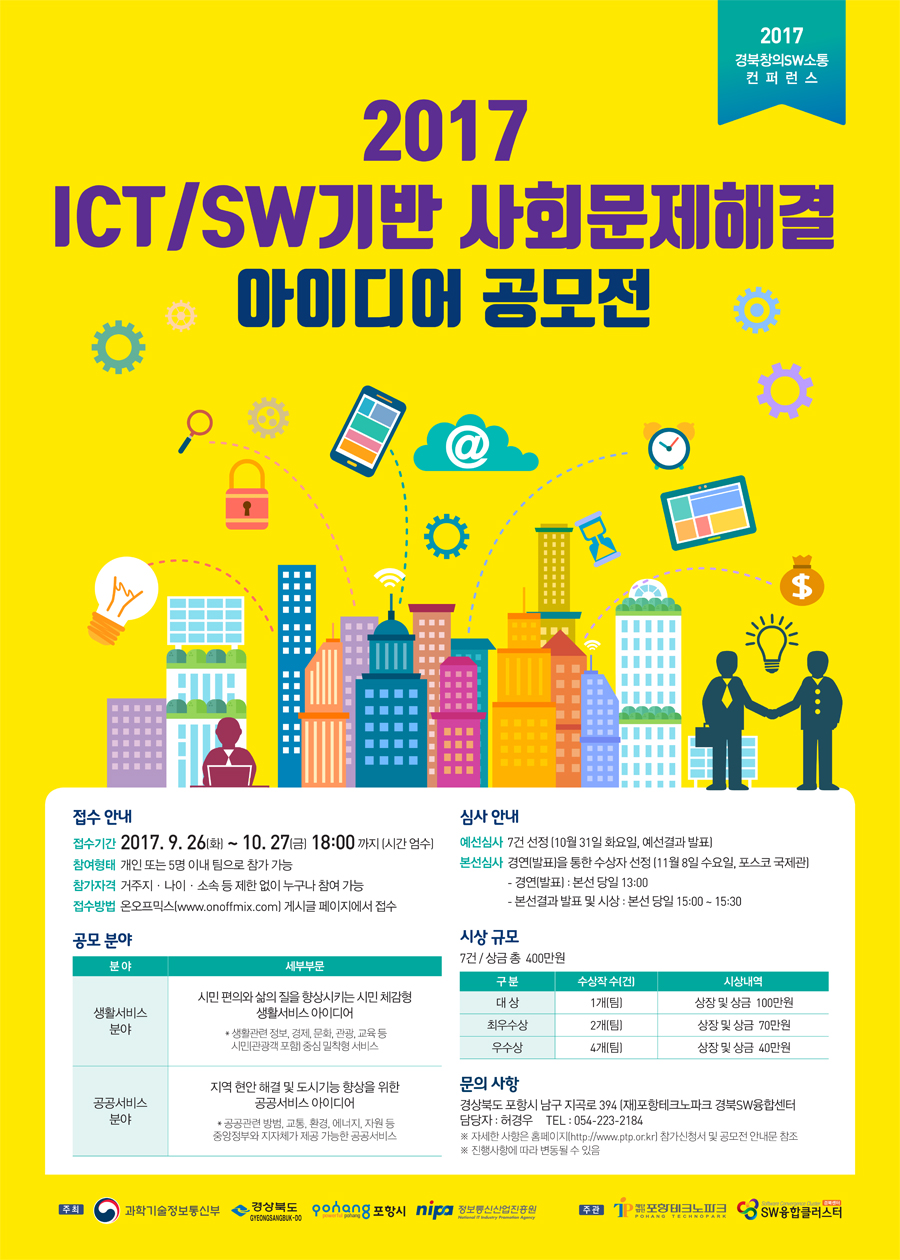 2017
경북창의SW소통
컨퍼런스
2017
ICT/SW기반 사회문제해결
아이디어 공모전
@
$
접수 안내
접수기간 2017. 9. 26(화) ~ 10. 27(금) 18:00 까지 (시간 엄수)
참여형태 개인 또는 5명 이내 팀으로 참가 가능
참가자격 거주지 · 나이 · 소속 등 제한 없이 누구나 참여 가능
접수방법 온오프믹스(www.onoffmix.com) 게시글 페이지에서 접수
공모 분야
분 야 세부부문
생활서비스
분야
시민 편의와 삶의 질을 향상시키는 시민 체감형
생활서비스 아이디어
* 생활관련 정보, 경제, 문화, 관광, 교육 등
시민(관광객 포함) 중심 밀착형 서비스
공공서비스
분야
지역 현안 해결 및 도시기능 향상을 위한
공공서비스 아이디어
* 공공관련 방범, 교통, 환경, 에너지, 자원 등
중앙정부와 지자체가 제공 가능한 공공서비스
심사 안내
예선심사 7건 선정 (10월 31일 화요일, 예선결과 발표)
본선심사 경연(발표)을 통한 수상자 선정 (11월 8일 수요일, 포스코 국제관)
- 경연(발표) : 본선 당일 13:00
- 본선결과 발표 및 시상 : 본선 당일 15:00 ~ 15:30
시상 규모
7건 / 상금 총 400만원
구 분 수상작 수(건) 시상내역
대 상 1개(팀) 상장 및 상금 100만원
최우수상 2개(팀) 상장 및 상금 70만원
우수상 4개(팀) 상장 및 상금 40만원
문의 사항
경상북도 포항시 남구 지곡로 394 (재)포항테크노파크 경북SW융합센터
담당자 : 허경우 TEL : 054-223-2184
※ 자세한 사항은 홈페이지(http://www.ptp.or.kr) 참가신청서 및 공모전 안내문 참조
※ 진행사항에 따라 변동될 수 있음
주최 과학기술정보통신부 경상북도 GYEONGSANGBUK-DO pohang powerful pohang 포항시 nipa 정보통신산업진흥원 National IT Industry Promotion Agency
주관 재단법인 포항테크노파크 POHANG TECHNOPARK Software Convergence Cluster SW융합클러스터